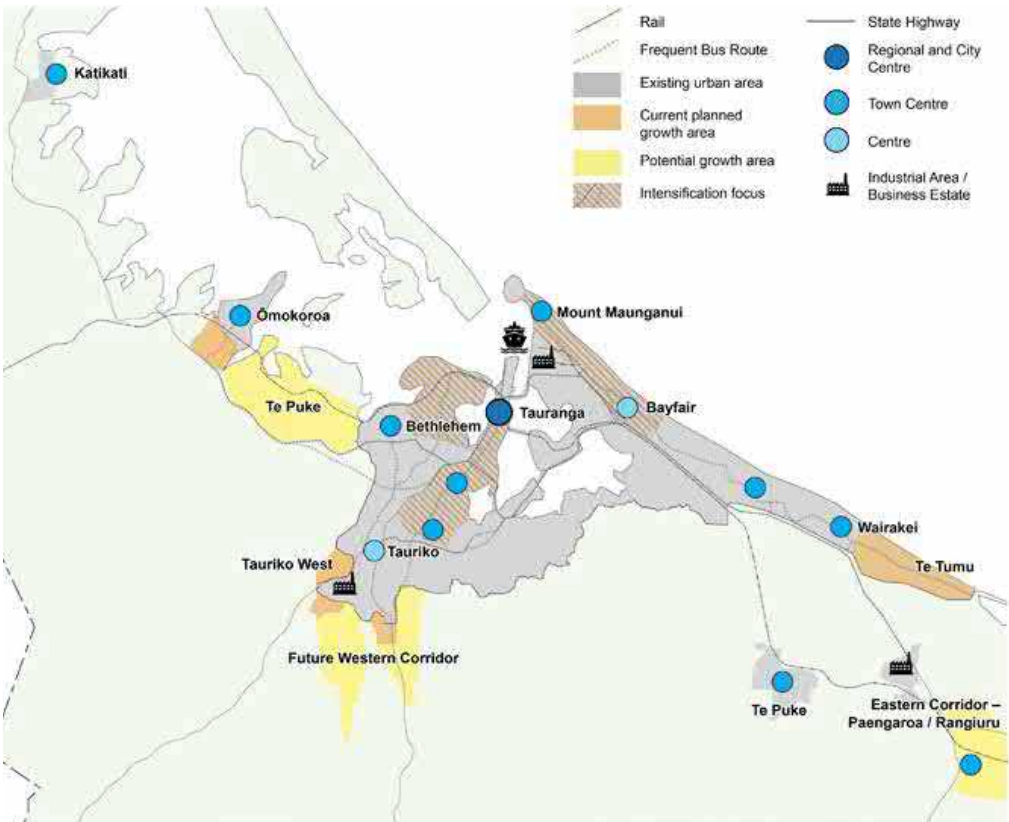 Rail
Frequent Bus Route
Existing urban area
Current planned
growth area
Potential growth area
Intensification focus
State Highway
Regional and City
Centre
Town Centre
Centre
Industrial Area /
Business Estate
Katikati
Ōmokoroa
Mount Maunganui
Te Puke
Bethlehem
Tauranga
Bayfair
Wairakei
Tauriko
Tauriko West
Te Tumu
Future Western Corridor
Te Puke
Eastern Corridor –
Paengaroa / Rangiuru